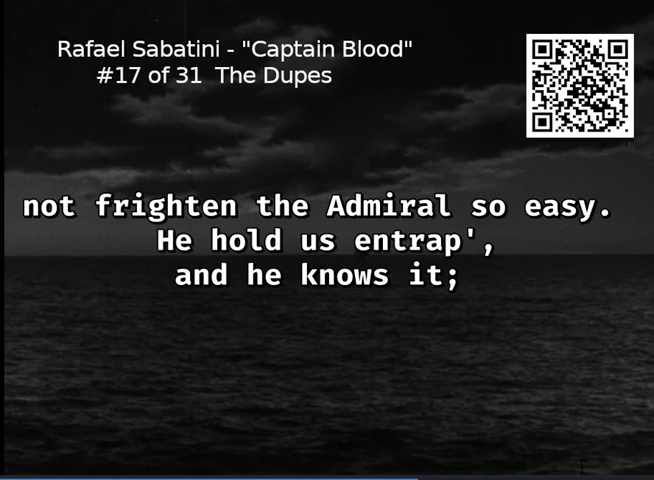 Rafael Sabatini - "Captain Blood"
#17 of 31 The Dupes
not frighten the Admiral so easy.
He hold us entrap',
and he knows it;